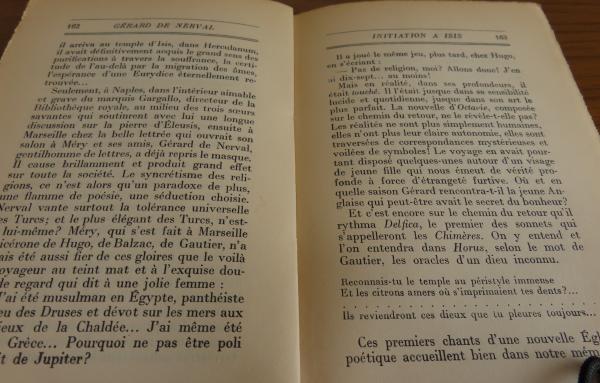 162 GÉRARD DE NERVAL
il arriva au temple d'Isis, dans Herculanum,
il avait définitivement acquis le grand sens des
purifications à travers la souffrance, la certi-
tude de l'au-delà par la migration des âmes,
l'espérance d'une Eurydice éternellement re-
trouvée...
Seulement, à Naples, dans l'intérieur aimable
et grave du marquis Gargallo, directeur de la
Bibliothèque royale, au milieu des trois sœurs
savantes qui soutinrent avec lui une longue
discussion sur la pierre d'Éleusis, ensuite à
Marseille chez la belle lettrée qui ouvrait son
salon à Méry et ses amis, Gérard de Nerval,
gentilhomme de lettres, a déjà repris le masque.
Il cause brillamment et produit grand effet
sur toute la société. Le syncrétisme des reli-
gions, ce n'est alors qu'un paradoxe de plus,
une flamme de poésie, une séduction choisie.
Nerval vante surtout la tolérance universelle
des Turcs; et le plus élégant des Turcs, n'est-
lui-même? Méry, qui s'est fait à Marseille
cicérone de Hugo, de Balzac, de Gautier, n'a
mais été aussi fier de ces gloires que le voilà
voyageur au teint mat et à l'exquise dou-
de regard qui dit à une jolie femme :
J'ai été musulman en Égypte, panthéiste
eu des Druses et dévot sur les mers aux
ieux de la Chaldée... J'ai même été
Grèce... Pourquoi ne pas être poli
it de Jupiter?
INITIATION A ISIS 163
Il a joué le même jeu, plus tard, chez Hugo,
en s'écriant :
— Pas de religion, moi? Allons donc! J'en
ai dix-sept... au moins!
Mais en réalité, dans ses profondeurs, il
était touché. Il l'était jusque dans sa sensibilité
lucide et quotidienne, jusque dans son art le
plus parfait. La nouvelle d'Octavie, composée
sur le chemin du retour, ne le révèle-t-elle pas?
Les réalités n'en sont plus simplement humaines,
elles n'ont plus leur claire autonomie, elles sont
traversées de correspondances mystérieuses et
voilées de symboles! Le voyage en avait pour-
tant disposé quelques-unes autour d'un visage
de jeune fille qui nous émeut de vérité pro-
fonde à force d'étrangeté furtive. Où et en
quelle saison Gérard rencontra-t-il la jeune An-
glaise qui peut-être avait le secret du bonheur?
Et c'est encore sur le chemin du retour qu'il
rythma Delfica, le premier des sonnets qui
s'appelleront les Chimères. On y entend et
l'on entendra dans Horus, selon le mot de
Gautier, les oracles d'un dieu inconnu.
Reconnais-tu le temple au péristyle immense
Et les citrons amers où s'imprimaient tes dents?...
. . . . . . . . . . . . . . . . . . . . . . . .
Ils reviendront ces dieux que tu pleures toujours...
Ces premiers chants d'une nouvelle Égl
poétique accueillent bien dans notre mém